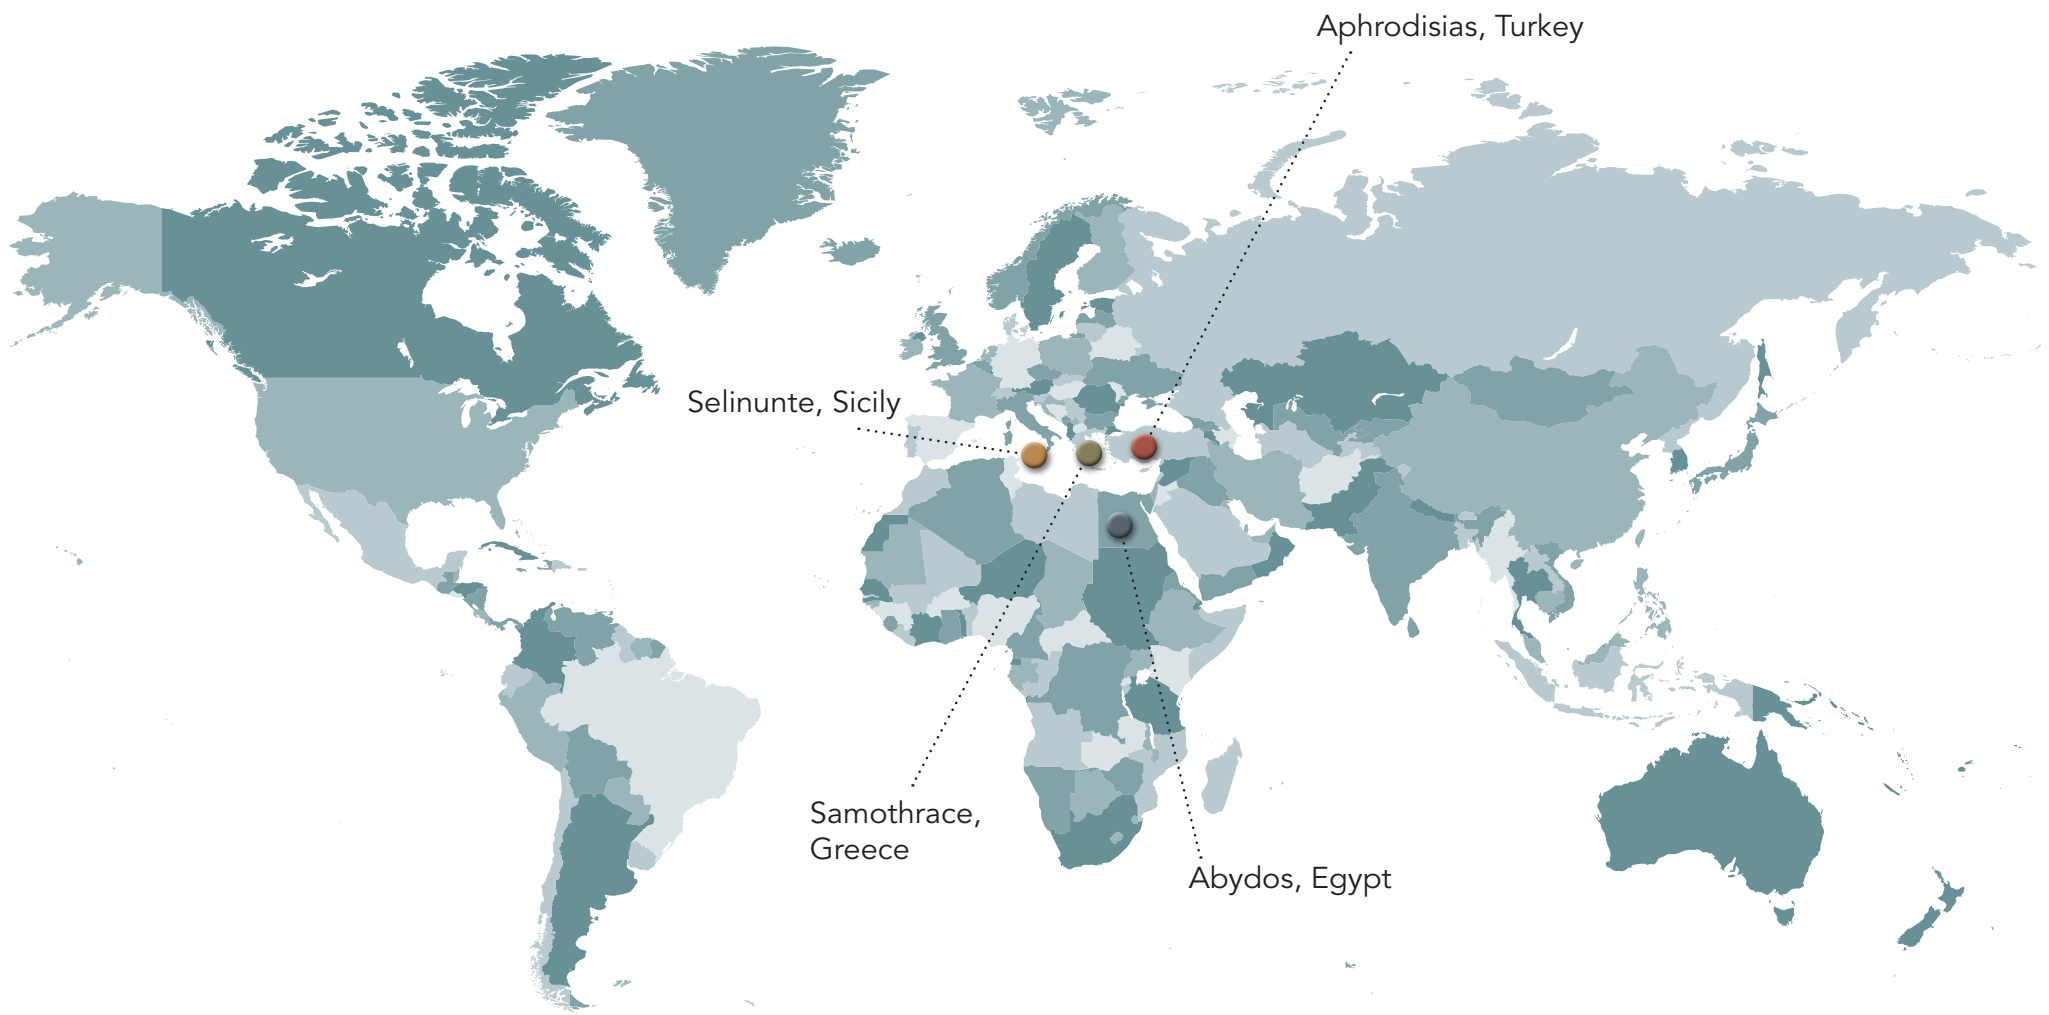 Aphrodisias, Turkey
Selinunte, Sicily
Samothrace,
Greece
Abydos, Egypt